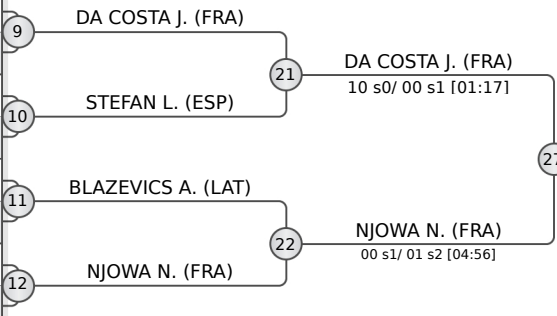 DA COSTA J. (FRA)
9
DA COSTA J. (FRA)
21
10 s0/ 00 s1 [01:17]
STEFAN L. (ESP)
10
27
BLAZEVICS A. (LAT)
11
NJOWA N. (FRA)
22
00 s1/ 01 s2 [04:56]
NJOWA N. (FRA)
12